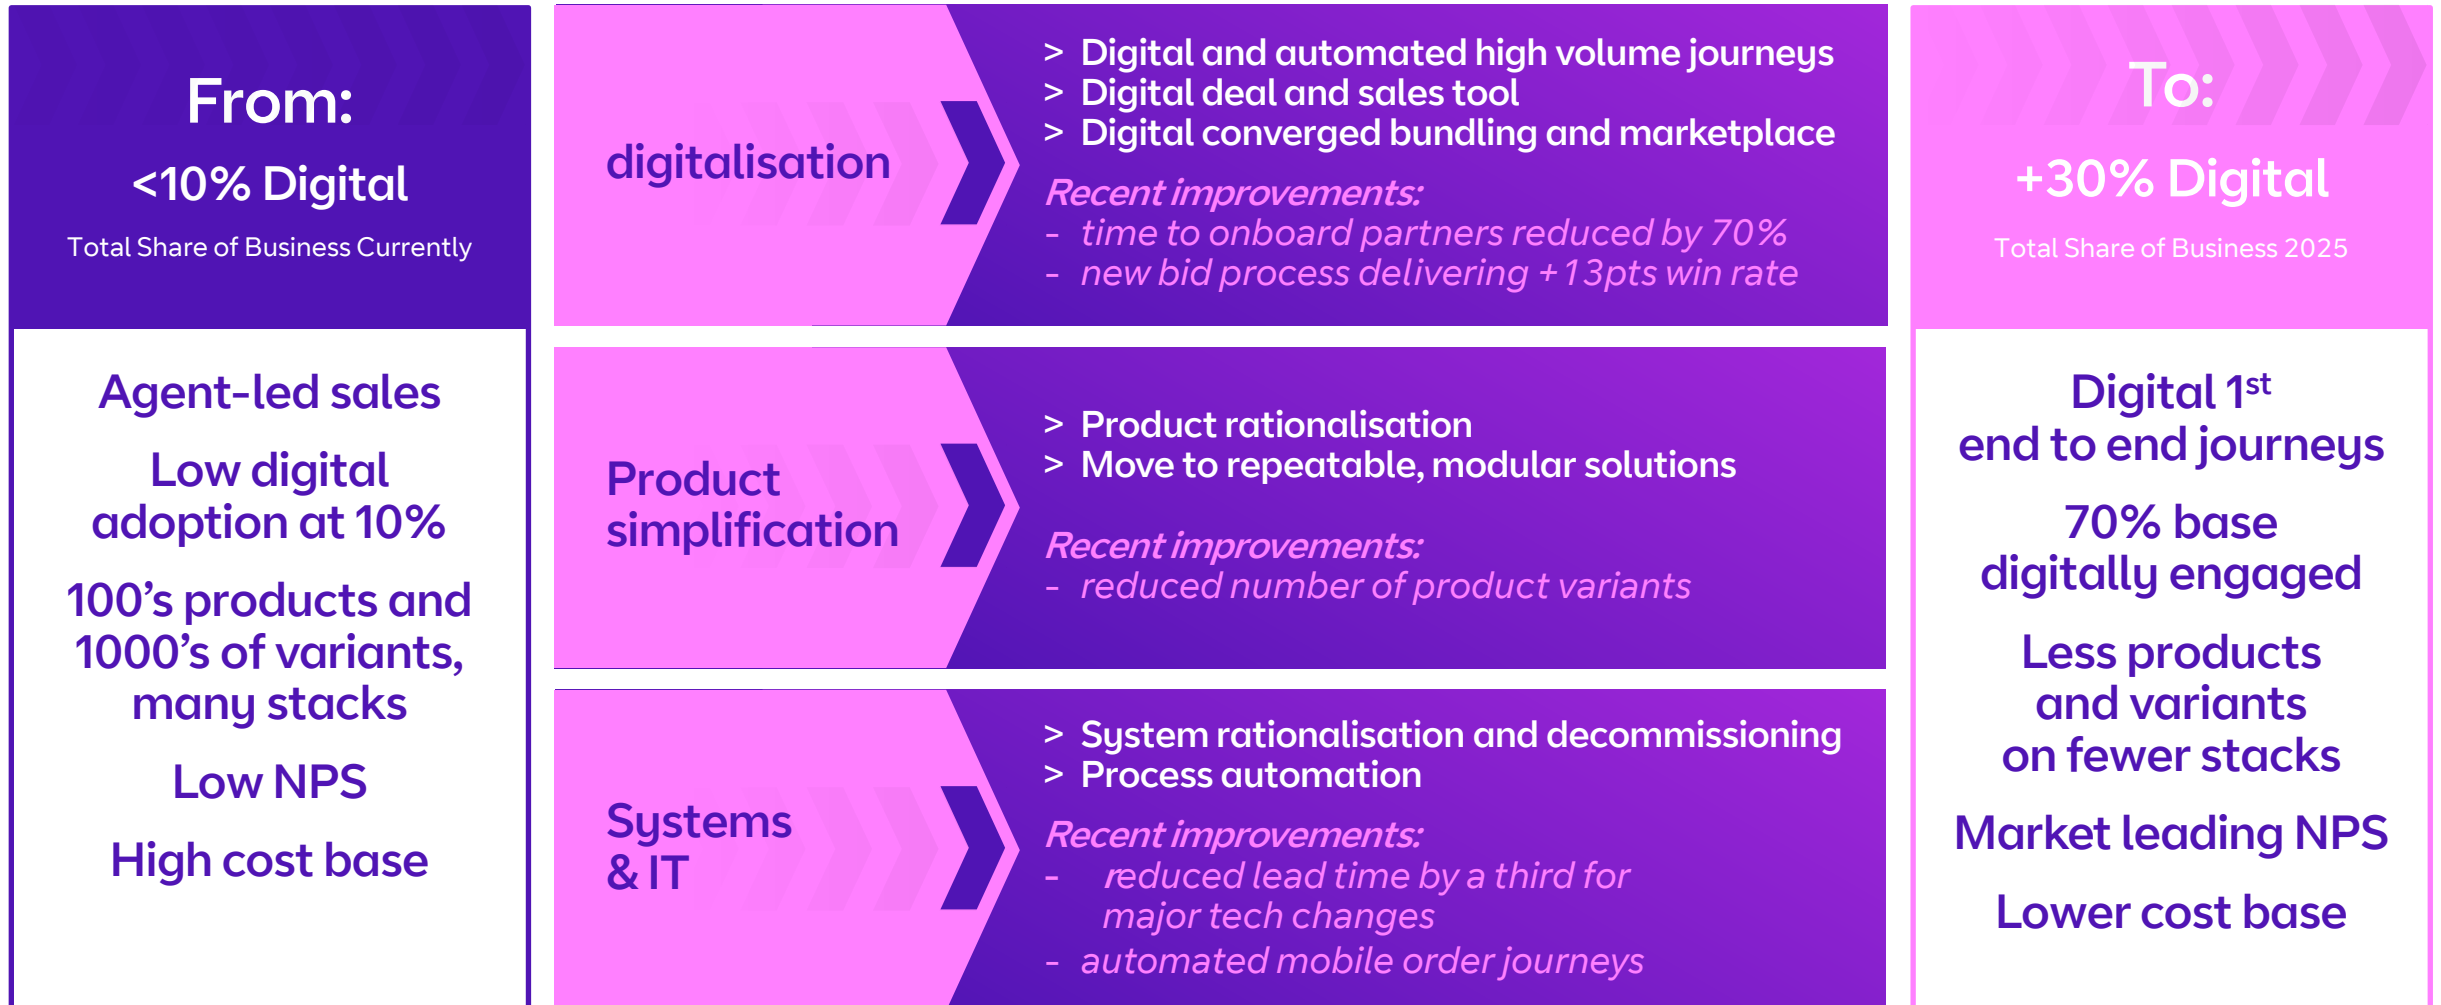 From:
<10% Digital
Total Share of Business Currently
Agent-led sales
Low digital
adoption at 10%
100’s products and
1000’s of variants,
many stacks
Low NPS
High cost base
digitalisation
> Digital and automated high volume journeys
> Digital deal and sales tool
> Digital converged bundling and marketplace
Recent improvements:
- time to onboard partners reduced by 70%
- new bid process delivering +13pts win rate
Product
simplification
> Product rationalisation
> Move to repeatable, modular solutions
Recent improvements:
- reduced number of product variants
Systems
& IT
> System rationalisation and decommissioning
> Process automation
Recent improvements:
- reduced lead time by a third for
major tech changes
- automated mobile order journeys
To:
+30% Digital
Total Share of Business 2025
Digital 1st
end to end journeys
70% base
digitally engaged
Less products
and variants
on fewer stacks
Market leading NPS
Lower cost base